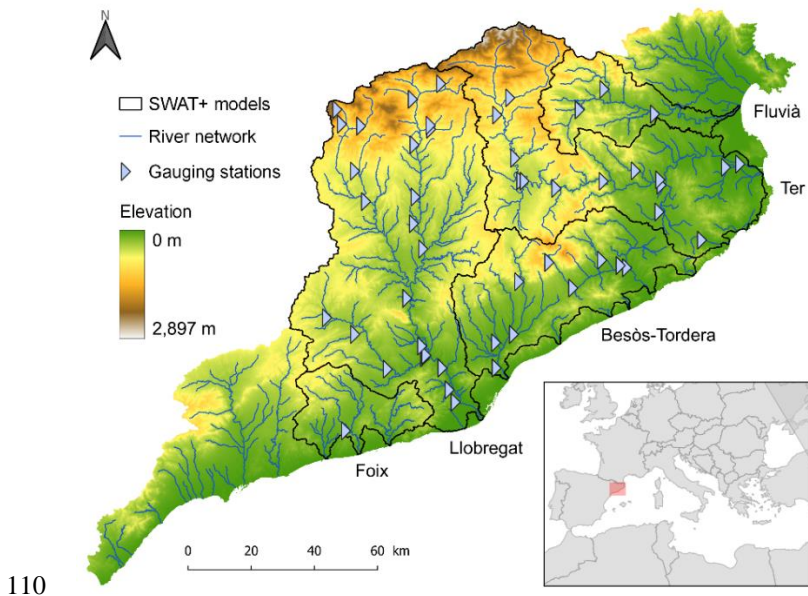 N
SWAT+ models
River network
Gauging stations
Elevation
0 m
2,897 m
Fluvià
Ter
Besòs-Tordera
Llobregat
Foix
0 20 40 60 km
110